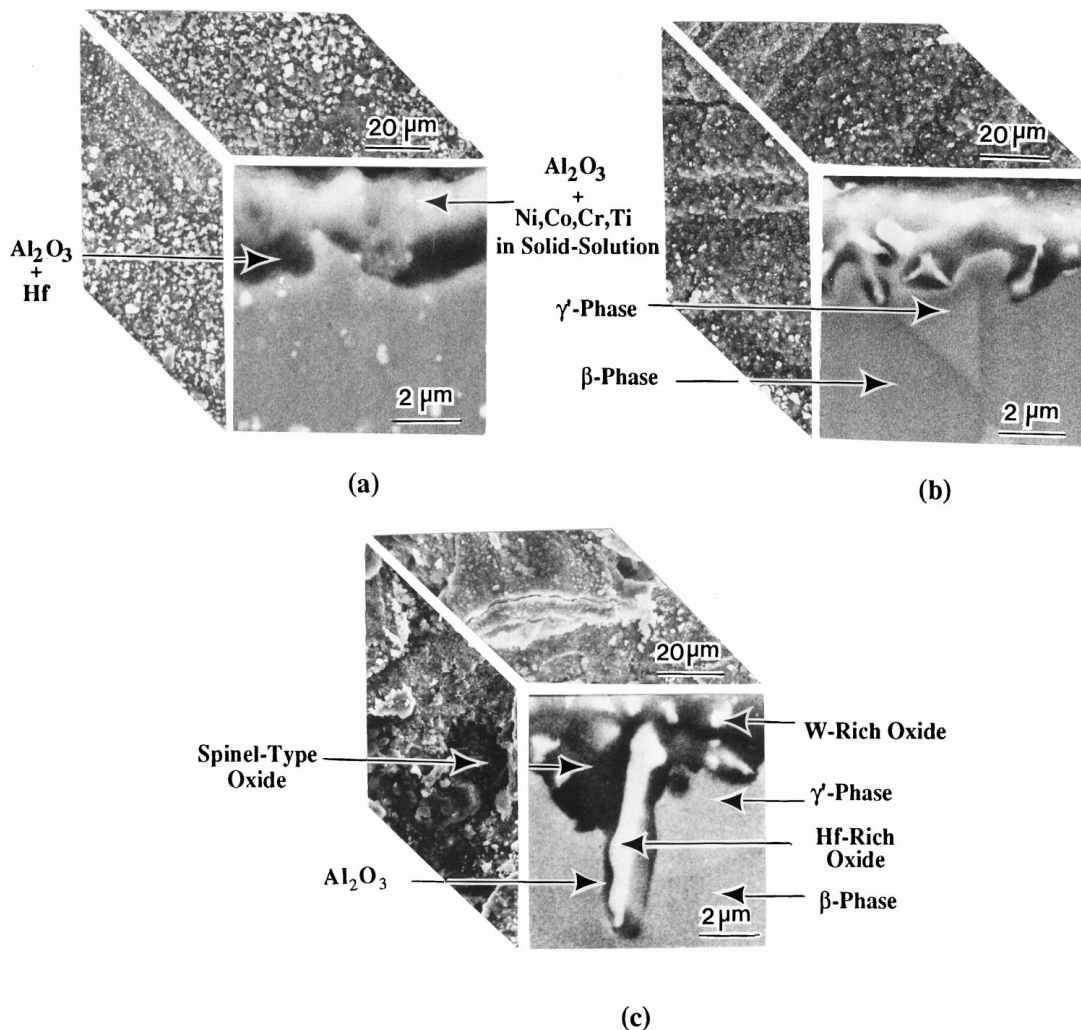 20 μm
20 μm
Al₂O₃
+
Ni,Co,Cr,Ti
in Solid-Solution
Al₂O₃
+
Hf
γ'-Phase
β-Phase
2 μm
2 μm
(a)
(b)
20 μm
W-Rich Oxide
Spinel-Type
Oxide
γ'-Phase
Hf-Rich
Oxide
Al₂O₃
β-Phase
2 μm
(c)